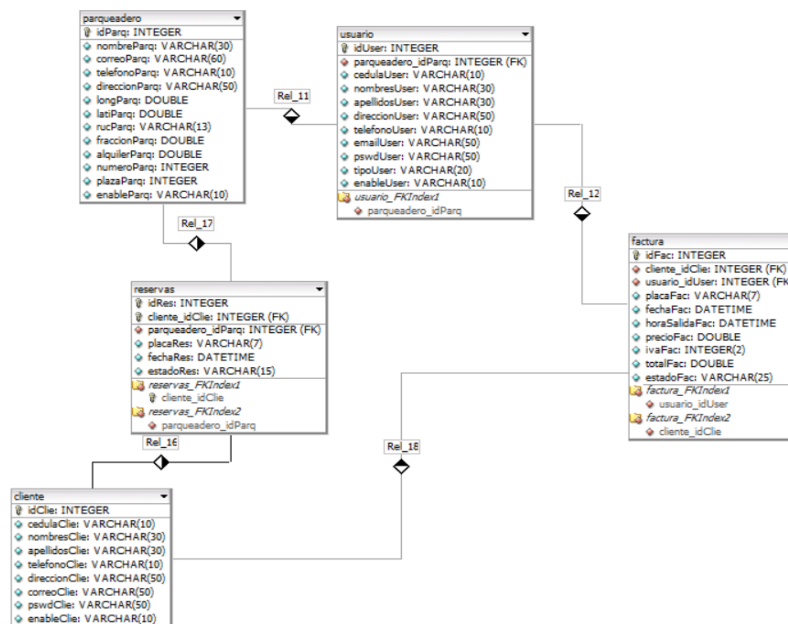 parqueadero
idParq: INTEGER
nombreParq: VARCHAR(30)
correoParq: VARCHAR(60)
telefonoParq: VARCHAR(10)
direccionParq: VARCHAR(50)
longParq: DOUBLE
latiParq: DOUBLE
rucParq: VARCHAR(13)
fraccionParq: DOUBLE
alquilerParq: DOUBLE
numeroParq: INTEGER
plazaParq: INTEGER
enableParq: VARCHAR(10)
Rel_11
usuario
idUser: INTEGER
parqueadero_idParq: INTEGER (FK)
cedulaUser: VARCHAR(10)
nombresUser: VARCHAR(30)
apellidosUser: VARCHAR(30)
direccionUser: VARCHAR(50)
telefonoUser: VARCHAR(10)
emailUser: VARCHAR(50)
pswdUser: VARCHAR(50)
tipoUser: VARCHAR(20)
enableUser: VARCHAR(10)
usuario_FKIndex1
parqueadero_idParq
Rel_12
Rel_17
factura
idFac: INTEGER
cliente_idClie: INTEGER (FK)
usuario_idUser: INTEGER (FK
placaFac: VARCHAR(7)
fechaFac: DATETIME
horaSalidaFac: DATETIME
precioFac: DOUBLE
ivaFac: INTEGER(2)
totalFac: DOUBLE
estadoFac: VARCHAR(25)
factura_FKIndex1
usuario_idUser
factura_FKIndex2
cliente_idClie
reservas
idRes: INTEGER
cliente_idClie: INTEGER (FK)
parqueadero_idParq: INTEGER (FK)
placaRes: VARCHAR(7)
fechaRes: DATETIME
estadoRes: VARCHAR(15)
reservas_FKIndex1
cliente_idClie
reservas_FKIndex2
parqueadero_idParq
Rel_16
Rel_18
cliente
idClie: INTEGER
cedulaClie: VARCHAR(10)
nombresClie: VARCHAR(30)
apellidosClie: VARCHAR(30)
telefonoClie: VARCHAR(10)
direccionClie: VARCHAR(50)
correoClie: VARCHAR(50)
pswdClie: VARCHAR(50)
enableClie: VARCHAR(10)